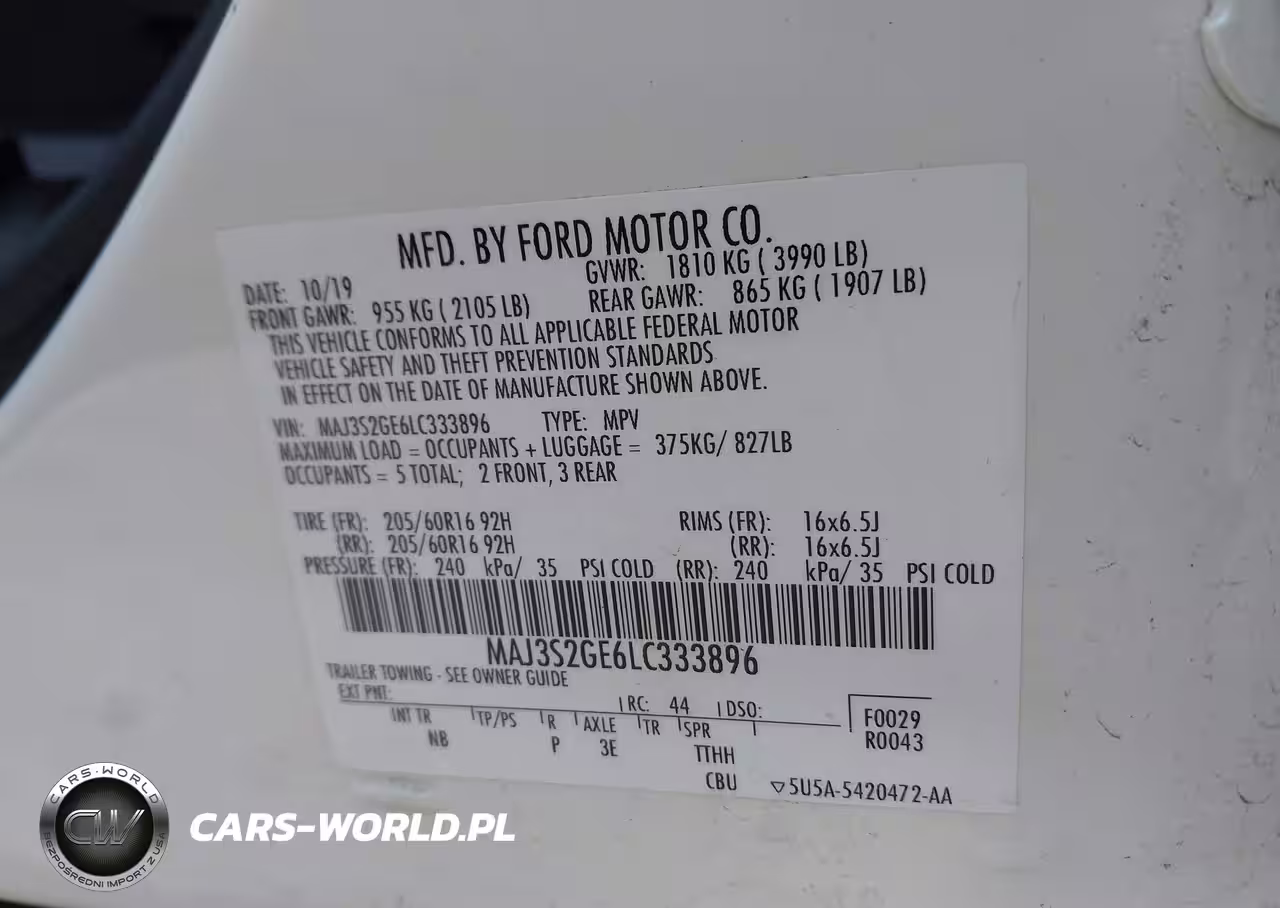 MFD. BY FORD MOTOR CO.
DATE: 10/19 GVWR: 1810 KG ( 3990 LB)
FRONT GAWR: 955 KG ( 2105 LB) REAR GAWR: 865 KG ( 1907 LB)
THIS VEHICLE CONFORMS TO ALL APPLICABLE FEDERAL MOTOR
VEHICLE SAFETY AND THEFT PREVENTION STANDARDS
IN EFFECT ON THE DATE OF MANUFACTURE SHOWN ABOVE.
VIN: MAJ3S2GE6LC333896 TYPE: MPV
MAXIMUM LOAD = OCCUPANTS + LUGGAGE = 375KG/ 827LB
OCCUPANTS = 5 TOTAL; 2 FRONT, 3 REAR
TIRE (FR): 205/60R16 92H RIMS (FR): 16x6.5J
(RR): 205/60R16 92H (RR): 16x6.5J
PRESSURE (FR): 240 kPa/ 35 PSI COLD (RR): 240 kPa/ 35 PSI COLD
MAJ3S2GE6LC333896
TRAILER TOWING - SEE OWNER GUIDE
EXT PNT: RC: 44 DSO:
INT TR TP/PS R AXLE TR SPR F0029
NB P 3E TTHH R0043
CBU 5U5A-5420472-AA
CARS-WORLD
CW
BEZPOŚREDNI IMPORT Z USA
CARS-WORLD.PL